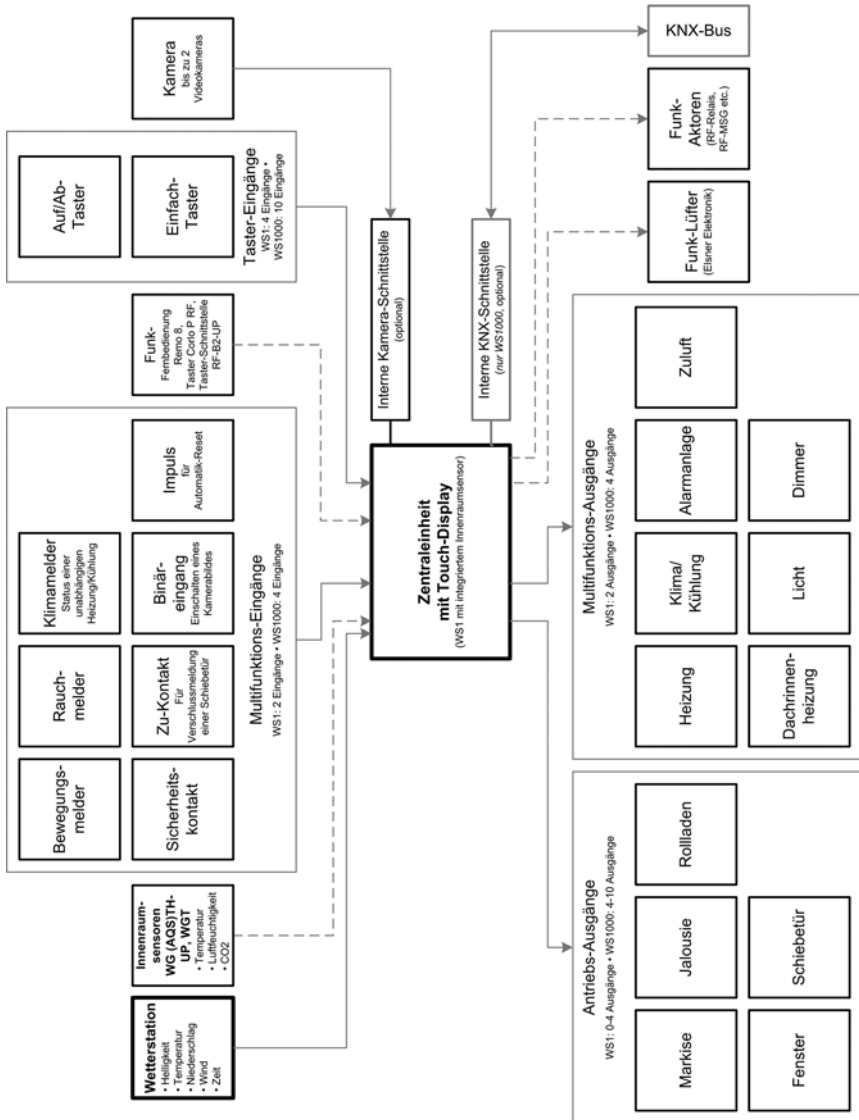 Wetterstation
• Helligkeit
• Temperatur
• Niederschlag
• Wind
• Zeit
Innenraum-
sensoren
WG (AQS)TH-
UP, WGT
• Temperatur
• Luftfeuchtigkeit
• CO2
Bewegungs-
melder
Rauch-
melder
Klimamelder
Status einer
unabhängigen
Heizung/Kühlung
Sicherheits-
kontakt
Zu-Kontakt
Für
Verschlussmeldung
einer Schiebetür
Binär-
eingang
Einschalten eines
Kamerabildes
Impuls
für
Automatik-Reset
Multifunktions-Eingänge
WS1: 2 Eingänge • WS1000: 4 Eingänge
Funk-
Fernbedienung
Remo 8,
Taster Corlo P RF,
Taster-Schnittstelle
RF-B2-UP
Auf/Ab-
Taster
Einfach-
Taster
Taster-Eingänge
WS1: 4 Eingänge •
WS1000: 10 Eingänge
Kamera
bis zu 2
Videokameras
Zentraleinheit
mit Touch-Display
(WS1 mit integriertem Innenraumsensor)
Interne Kamera-Schnittstelle
(optional)
Interne KNX-Schnittstelle
(nur WS1000, optional)
Antriebs-Ausgänge
WS1: 0-4 Ausgänge • WS1000: 4-10 Ausgänge
Markise
Jalousie
Rollladen
Fenster
Schiebetür
Multifunktions-Ausgänge
WS1: 2 Ausgänge • WS1000: 4 Ausgänge
Heizung
Klima/
Kühlung
Alarmanlage
Zuluft
Dachrinnen-
heizung
Licht
Dimmer
Funk-Lüfter
(Elsner Elektronik)
Funk-
Aktoren
(RF-Relais,
RF-MSG etc.)
KNX-Bus